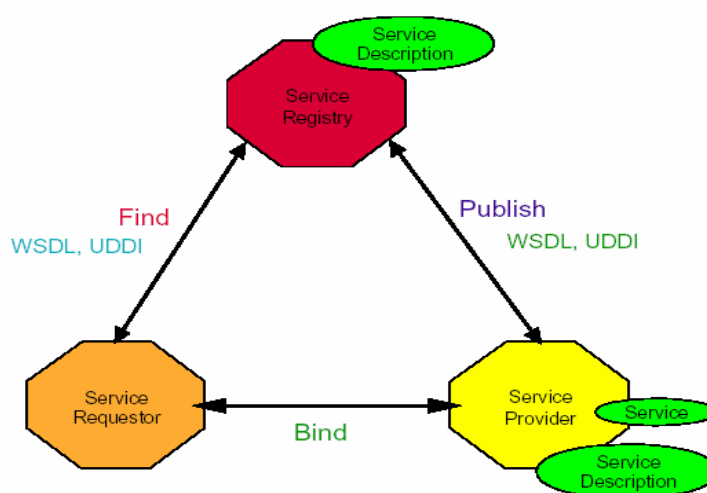 Service
Description
Service
Registry
Find
WSDL, UDDI
Publish
WSDL, UDDI
Service
Requestor
Bind
Service
Provider
Service
Service
Description